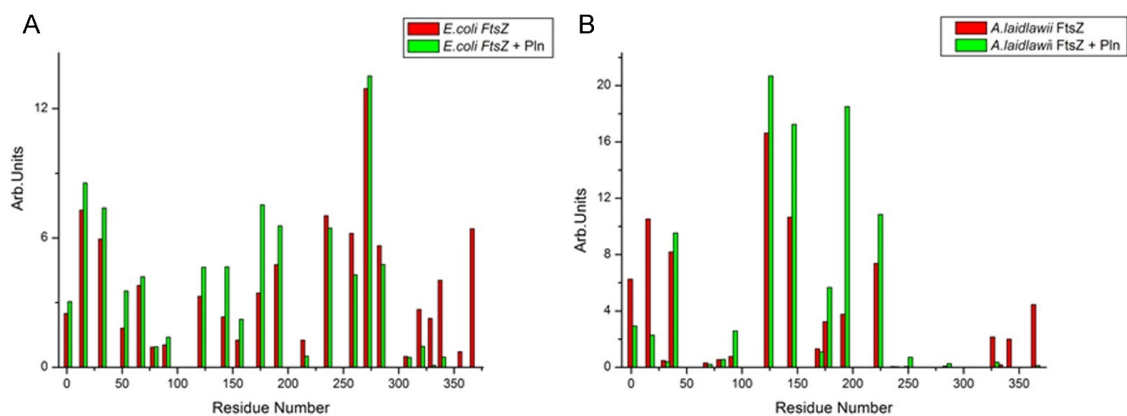 A
E.coli FtsZ
E.coli FtsZ + Pln
12
6
0
Arb.Units
0 50 100 150 200 250 300 350
Residue Number
B
A.laidlawii FtsZ
A.laidlawii FtsZ + Pln
20
16
12
8
4
0
Arb.Units
0 50 100 150 200 250 300 350
Residue Number